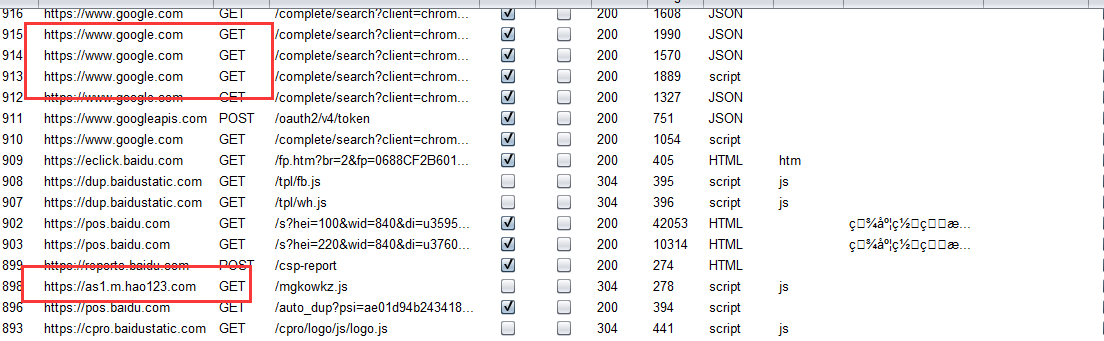 916 https://www.google.com GET /complete/search?client=chrom... 200 1608 JSON
915 https://www.google.com GET /complete/search?client=chrom... 200 1990 JSON
914 https://www.google.com GET /complete/search?client=chrom... 200 1570 JSON
913 https://www.google.com GET /complete/search?client=chrom... 200 1889 script
912 https://www.google.com GET /complete/search?client=chrom... 200 1327 JSON
911 https://www.googleapis.com POST /oauth2/v4/token 200 751 JSON
910 https://www.google.com GET /complete/search?client=chrom... 200 1054 script
909 https://eclick.baidu.com GET /fp.htm?br=2&fp=0688CF2B601... 200 405 HTML htm
908 https://dup.baidustatic.com GET /tpl/fb.js 304 395 script js
907 https://dup.baidustatic.com GET /tpl/wh.js 304 396 script js
902 https://pos.baidu.com GET /s?hei=100&wid=840&di=u3595... 200 42053 HTML
903 https://pos.baidu.com GET /s?hei=220&wid=840&di=u3760... 200 10314 HTML
899 https://reports.baidu.com POST /csp-report 200 274 HTML
898 https://as1.m.hao123.com GET /mgkowkz.js 304 278 script js
896 https://pos.baidu.com GET /auto_dup?psi=ae01d94b243418... 200 394 script
893 https://cpro.baidustatic.com GET /cpro/logo/js/logo.js 304 441 script js